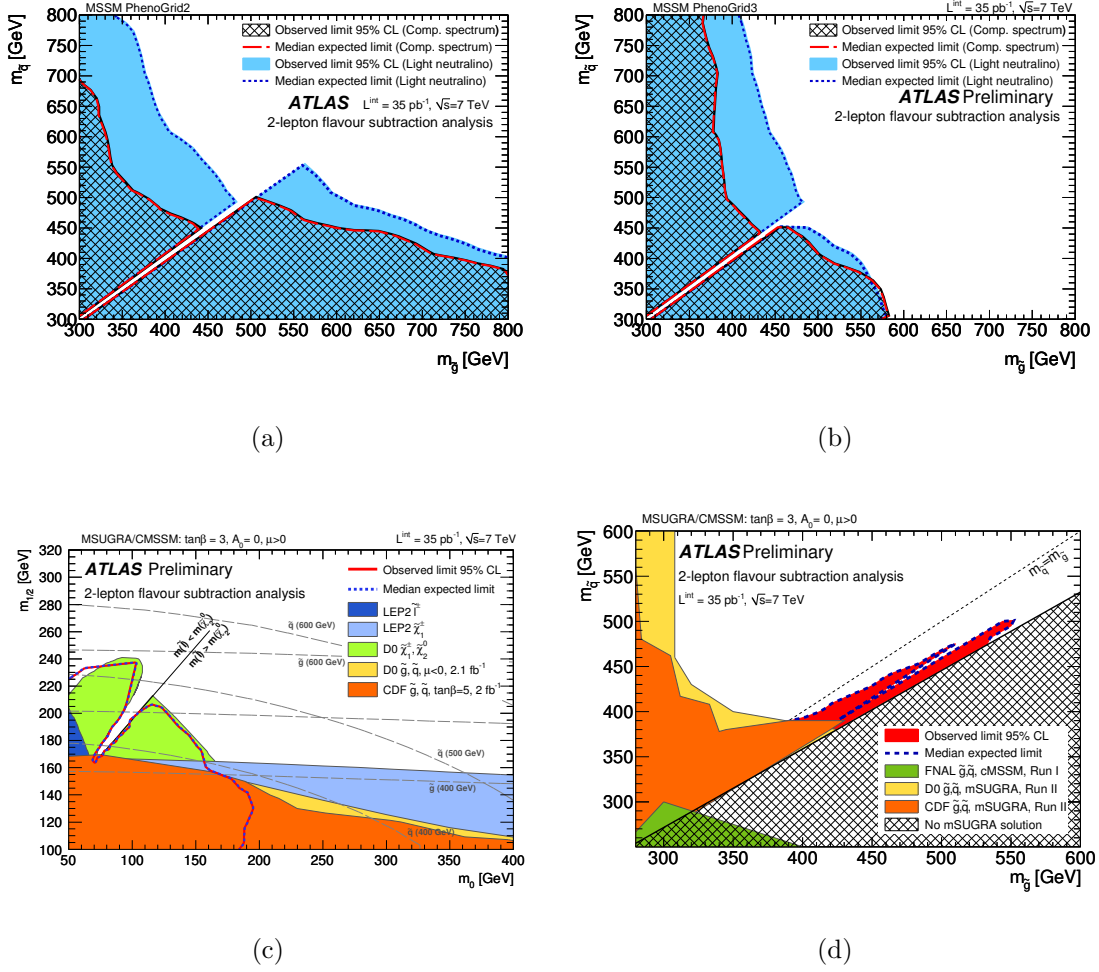 MSSM PhenoGrid2
Observed limit 95% CL (Comp. spectrum)
Median expected limit (Comp. spectrum)
Observed limit 95% CL (Light neutralino)
Median expected limit (Light neutralino)
ATLAS L^int = 35 pb⁻¹, √s=7 TeV
2-lepton flavour subtraction analysis
m_q̃ [GeV]
800
750
700
650
600
550
500
450
400
350
300
300 350 400 450 500 550 600 650 700 750 800
m_g̃ [GeV]
(a)
MSSM PhenoGrid3 L^int = 35 pb⁻¹, √s=7 TeV
Observed limit 95% CL (Comp. spectrum)
Median expected limit (Comp. spectrum)
Observed limit 95% CL (Light neutralino)
Median expected limit (Light neutralino)
ATLAS Preliminary
2-lepton flavour subtraction analysis
m_q̃ [GeV]
800
750
700
650
600
550
500
450
400
350
300
300 350 400 450 500 550 600 650 700 750 800
m_g̃ [GeV]
(b)
MSUGRA/CMSSM: tanβ = 3, A₀= 0, μ>0 L^int = 35 pb⁻¹, √s=7 TeV
ATLAS Preliminary
2-lepton flavour subtraction analysis
Observed limit 95% CL
Median expected limit
LEP2 l̃^±
LEP2 χ̃₁^±
D0 χ̃₁^±, χ̃₂⁰
D0 g̃, q̃, μ<0, 2.1 fb⁻¹
CDF g̃, q̃, tanβ=5, 2 fb⁻¹
m(l̃) < m(χ̃₂⁰)
m(l̃) > m(χ̃₂⁰)
q̃ (600 GeV)
g̃ (600 GeV)
q̃ (500 GeV)
g̃ (400 GeV)
q̃ (400 GeV)
m_1/2 [GeV]
320
300
280
260
240
220
200
180
160
140
120
100
50 100 150 200 250 300 350 400
m₀ [GeV]
(c)
MSUGRA/CMSSM: tanβ = 3, A₀= 0, μ>0
ATLAS Preliminary
2-lepton flavour subtraction analysis
L^int = 35 pb⁻¹, √s=7 TeV
m_q̃=m_g̃
Observed limit 95% CL
Median expected limit
FNAL g̃,q̃, cMSSM, Run I
D0 g̃,q̃, mSUGRA, Run II
CDF g̃,q̃, mSUGRA, Run II
No mSUGRA solution
m_q̃ [GeV]
600
550
500
450
400
350
300
300 350 400 450 500 550 600
m_g̃ [GeV]
(d)